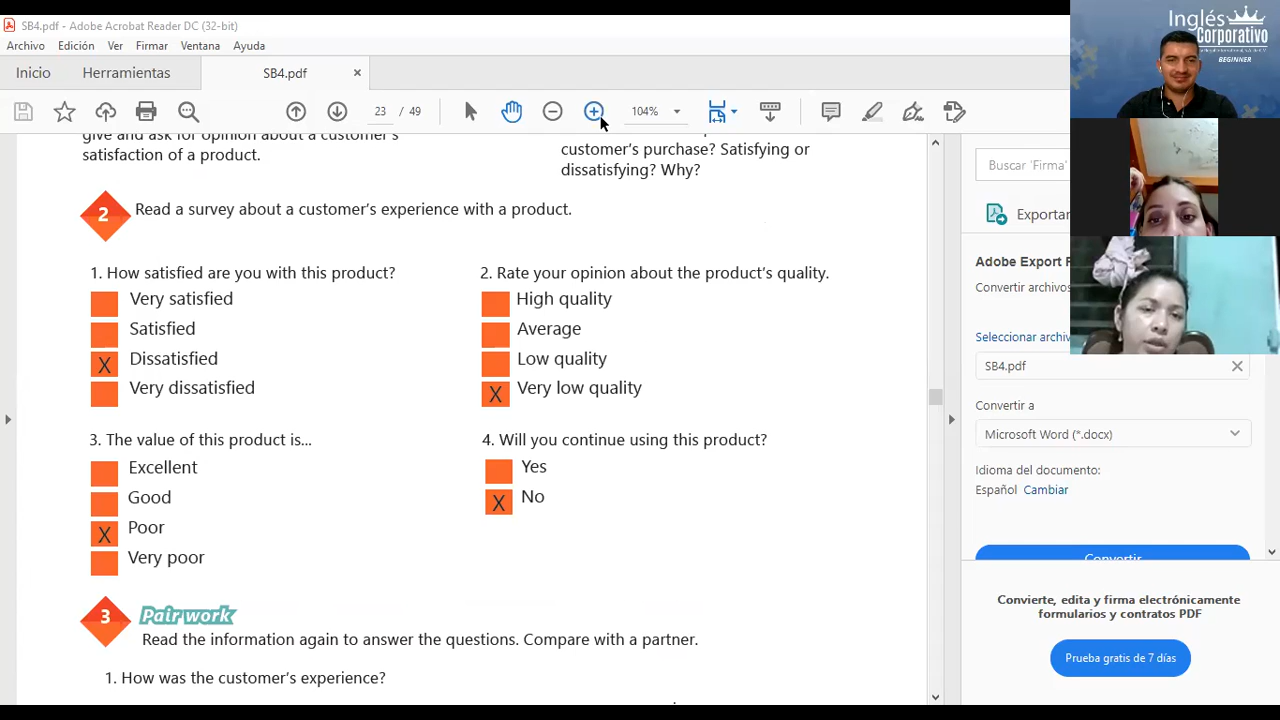 SB4.pdf - Adobe Acrobat Reader DC (32-bit)
Archivo Edición Ver Firmar Ventana Ayuda
Inicio Herramientas SB4.pdf ×
23 / 49 104%
give and ask for opinion about a customer's
satisfaction of a product.
customer's purchase? Satisfying or
dissatisfying? Why?
2 Read a survey about a customer's experience with a product.
1. How satisfied are you with this product?
Very satisfied
Satisfied
X Dissatisfied
Very dissatisfied
2. Rate your opinion about the product's quality.
High quality
Average
Low quality
X Very low quality
3. The value of this product is...
Excellent
Good
X Poor
Very poor
4. Will you continue using this product?
Yes
X No
3 Pair work
Read the information again to answer the questions. Compare with a partner.
1. How was the customer's experience?
Buscar 'Firma'
Exportar
Adobe Export
Convertir archivos
Seleccionar archiv
SB4.pdf
Convertir a
Microsoft Word (*.docx)
Idioma del documento:
Español Cambiar
Convertir
Convierte, edita y firma electrónicamente
formularios y contratos PDF
Prueba gratis de 7 días
Inglés
Corporativo
BEGINNER